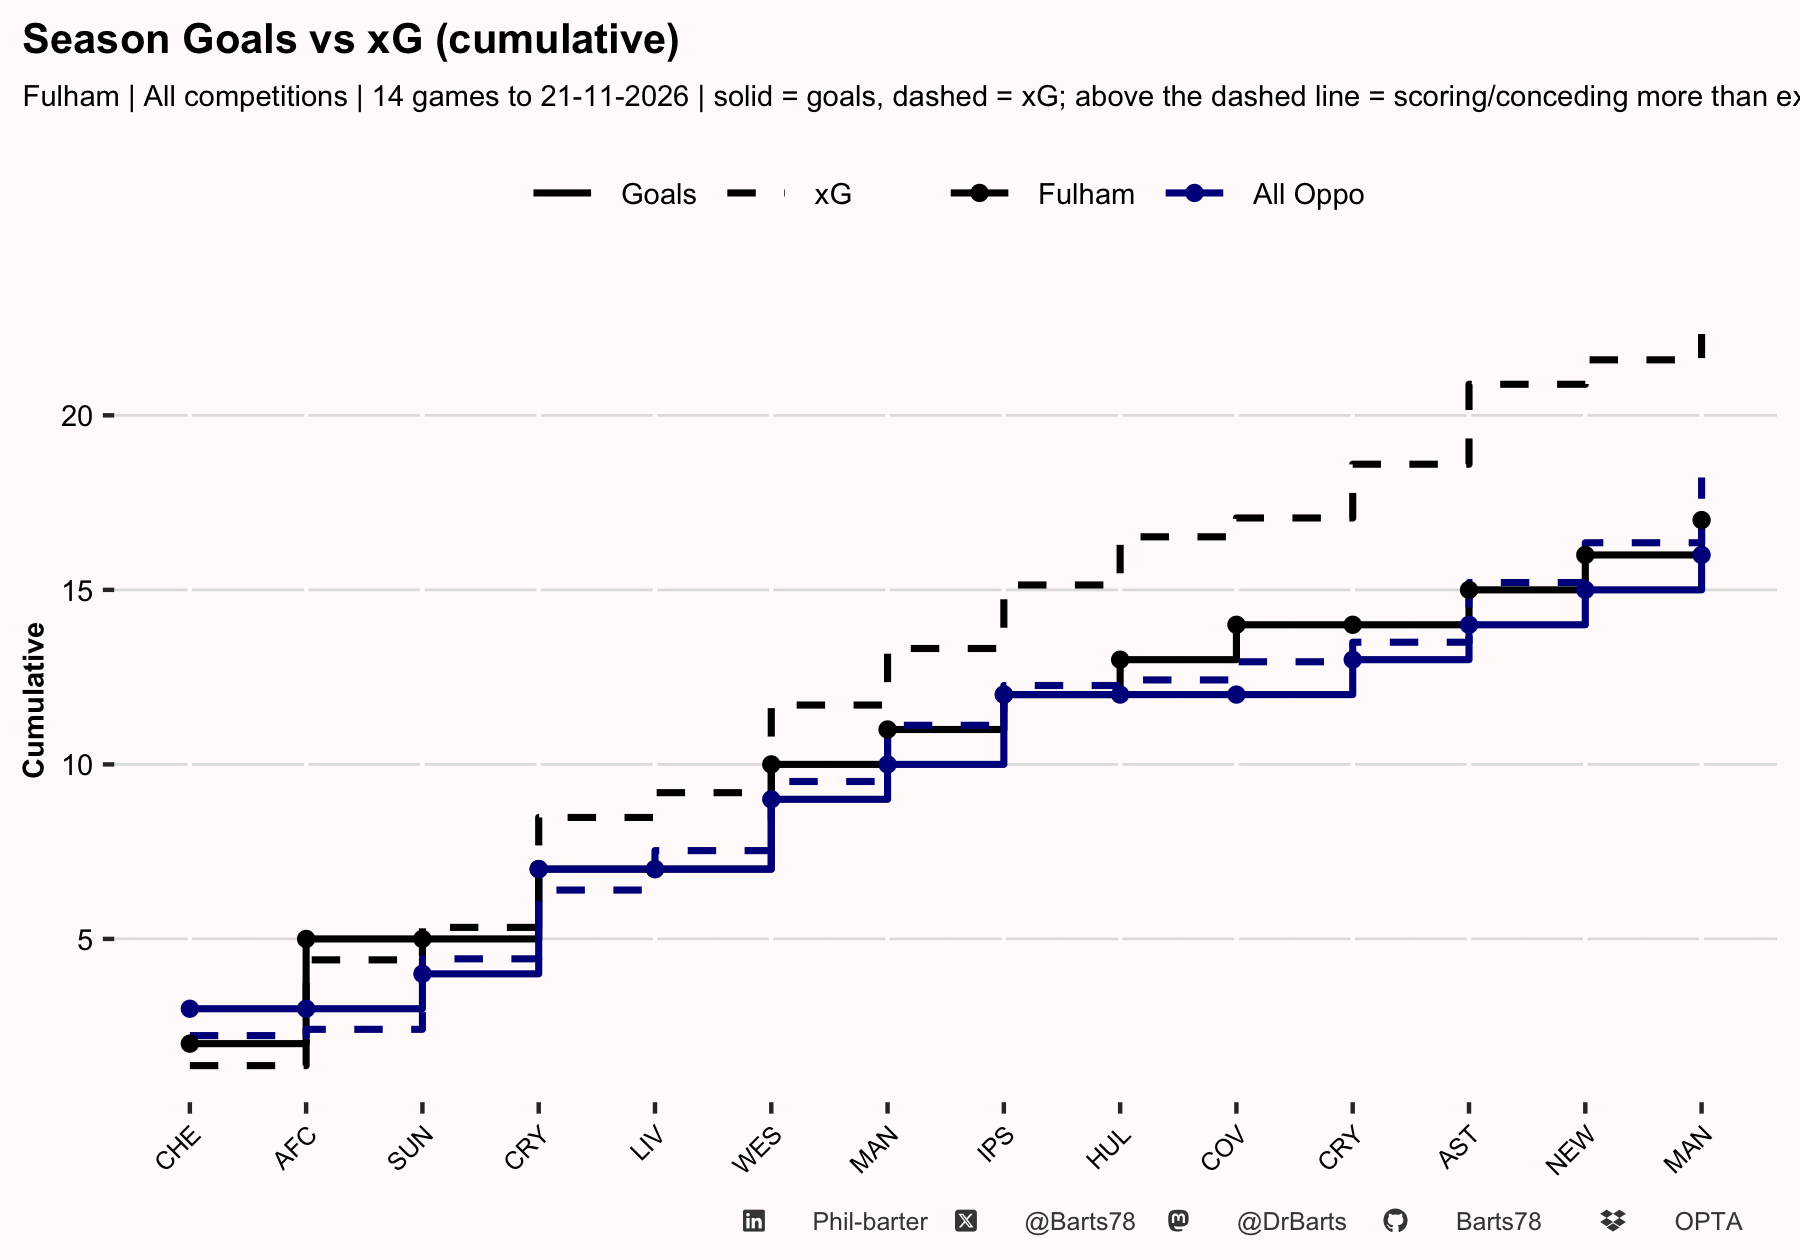 Season Goals vs xG (cumulative)
Fulham | All competitions | 14 games to 21-11-2026 | solid = goals, dashed = xG; above the dashed line = scoring/conceding more than ex
Goals xG Fulham All Oppo
Cumulative
20
15
10
5
CHE AFC SUN CRY LIV WES MAN IPS HUL COV CRY AST NEW MAN
Phil-barter @Barts78 @DrBarts Barts78 OPTA